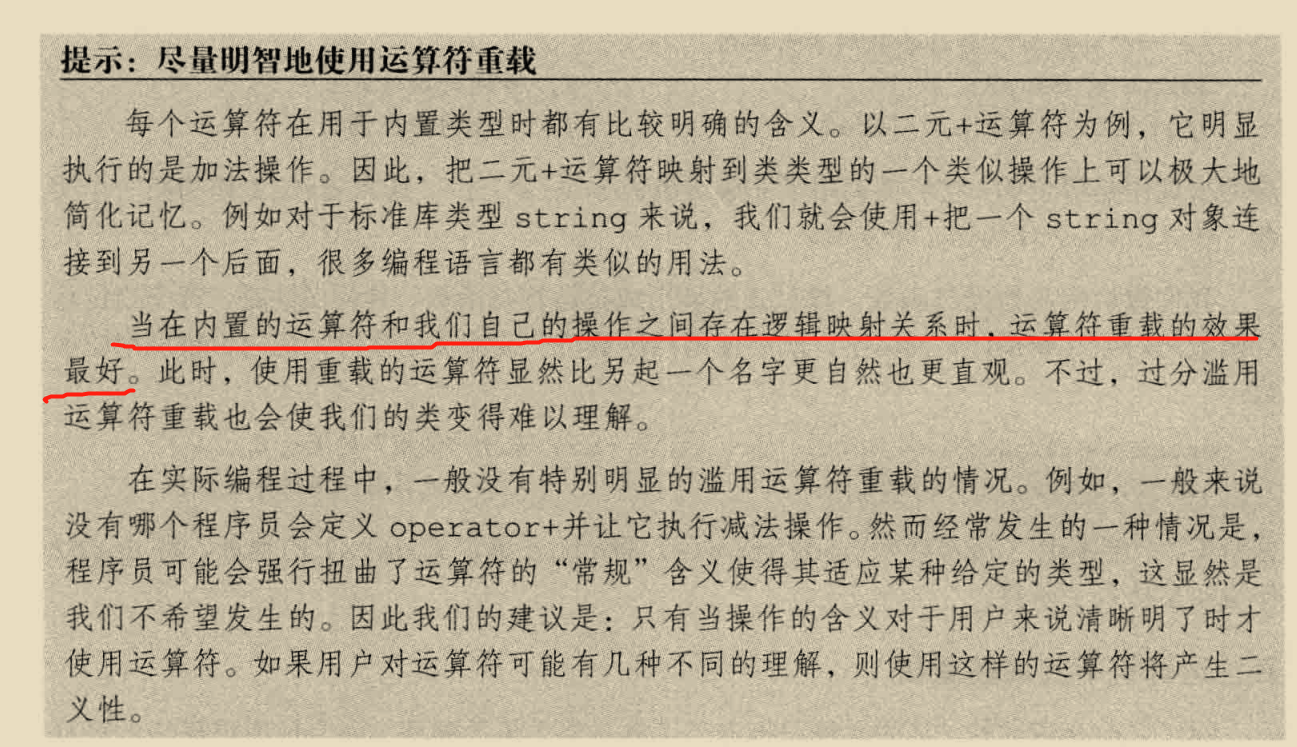 提示：尽量明智地使用运算符重载
每个运算符在用于内置类型时都有比较明确的含义。以二元+运算符为例，它明显
执行的是加法操作。因此，把二元+运算符映射到类类型的一个类似操作上可以极大地
简化记忆。例如对于标准库类型 string 来说，我们就会使用+把一个 string 对象连
接到另一个后面，很多编程语言都有类似的用法。
当在内置的运算符和我们自己的操作之间存在逻辑映射关系时，运算符重载的效果
最好。此时，使用重载的运算符显然比另起一个名字更自然也更直观。不过，过分滥用
运算符重载也会使我们的类变得难以理解。
在实际编程过程中，一般没有特别明显的滥用运算符重载的情况。例如，一般来说
没有哪个程序员会定义 operator+并让它执行减法操作。然而经常发生的一种情况是，
程序员可能会强行扭曲了运算符的“常规”含义使得其适应某种给定的类型，这显然是
我们不希望发生的。因此我们的建议是：只有当操作的含义对于用户来说清晰明了时才
使用运算符。如果用户对运算符可能有几种不同的理解，则使用这样的运算符将产生二
义性。